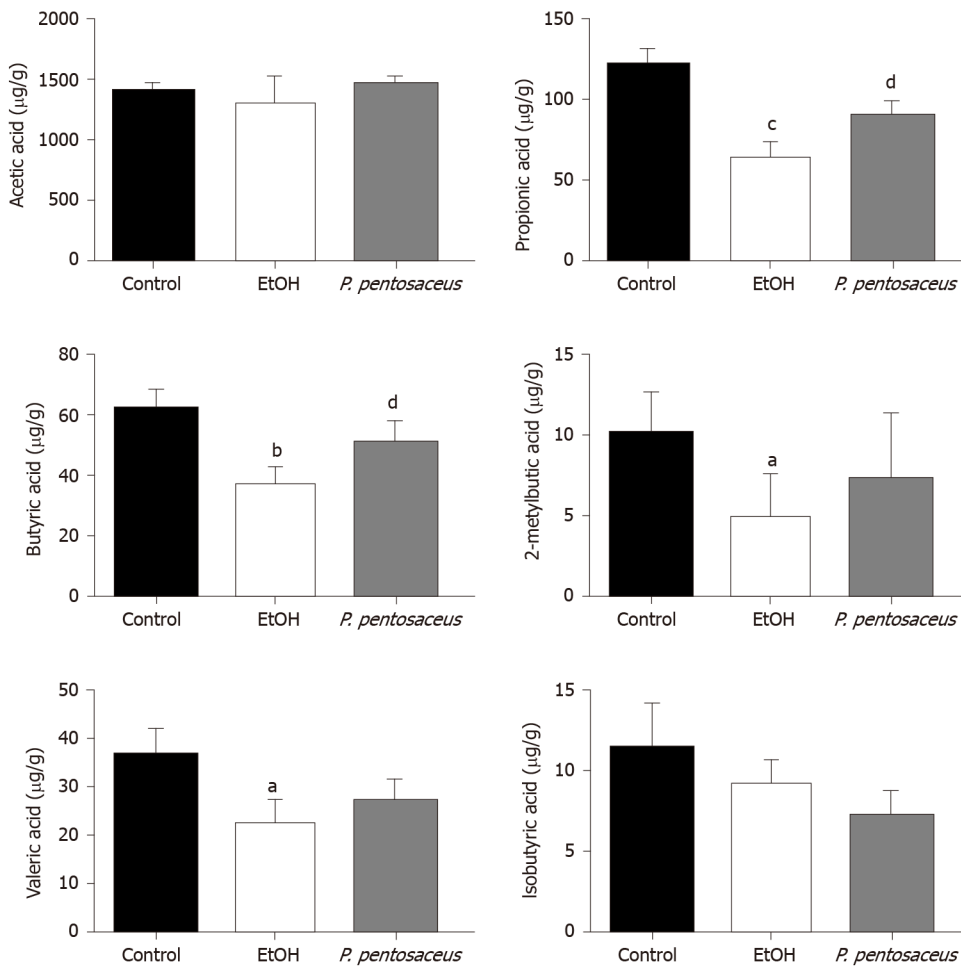 Acetic acid (μg/g)
2000
1500
1000
500
0
Control EtOH P. pentosaceus
Propionic acid (μg/g)
150
100
50
0
c
d
Control EtOH P. pentosaceus
Butyric acid (μg/g)
80
60
40
20
0
b
d
Control EtOH P. pentosaceus
2-metylbutic acid (μg/g)
15
10
5
0
a
Control EtOH P. pentosaceus
Valeric acid (μg/g)
50
40
30
20
10
0
a
Control EtOH P. pentosaceus
Isobutyric acid (μg/g)
15
10
5
0
Control EtOH P. pentosaceus